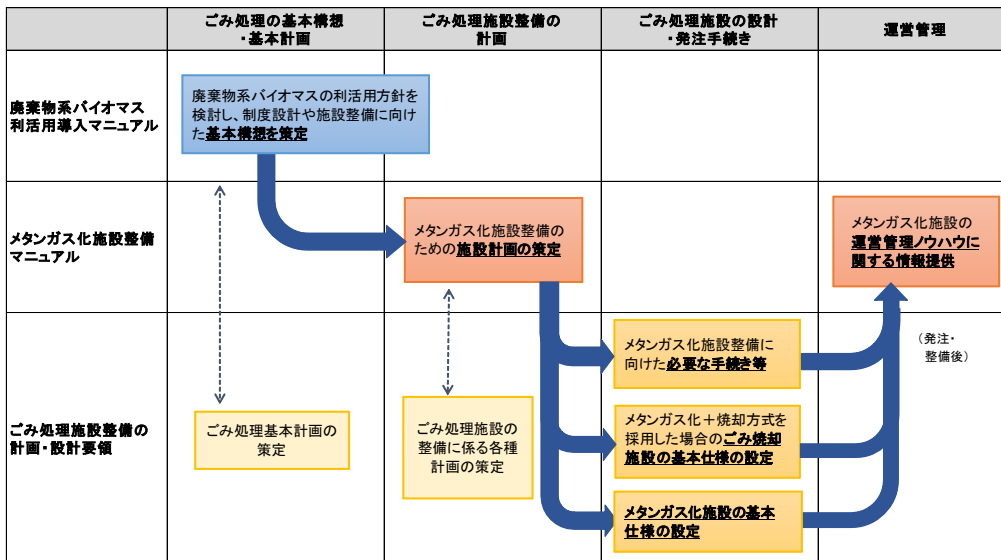 ごみ処理の基本構想
・基本計画
ごみ処理施設整備の
計画
ごみ処理施設の設計
・発注手続き
運営管理
廃棄物系バイオマス
利活用導入マニュアル
廃棄物系バイオマスの利活用方針を
検討し、制度設計や施設整備に向け
た基本構想を策定
メタンガス化施設整備
マニュアル
メタンガス化施設整備の
ための施設計画の策定
メタンガス化施設の
運営管理ノウハウに
関する情報提供
ごみ処理施設整備の
計画・設計要領
ごみ処理基本計画の
策定
ごみ処理施設の
整備に係る各種
計画の策定
メタンガス化施設整備に
向けた必要な手続き等
メタンガス化＋焼却方式を
採用した場合のごみ焼却
施設の基本仕様の設定
メタンガス化施設の基本
仕様の設定
（発注・
整備後）